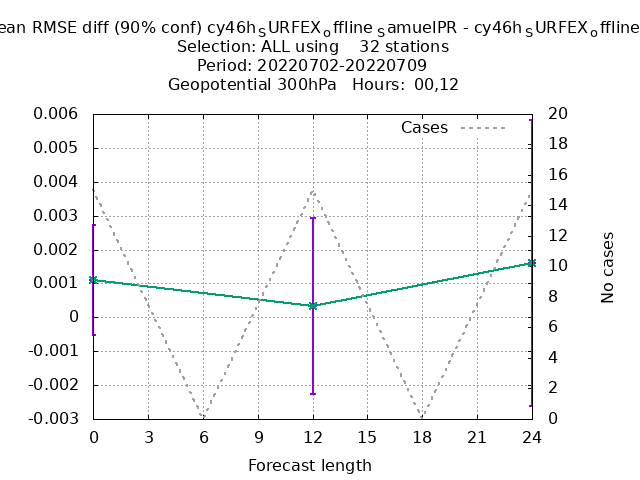 ean RMSE diff (90% conf) cy46hSURFEXoffline SamuelPR - cy46hSURFEXoffline
Selection: ALL using    32 stations
Period: 20220702-20220709
Geopotential 300hPa   Hours: 00,12
Cases
0.006
0.005
0.004
0.003
0.002
0.001
0
-0.001
-0.002
-0.003
20
18
16
14
12
10
8
6
4
2
0
No cases
0 3 6 9 12 15 18 21 24
Forecast length